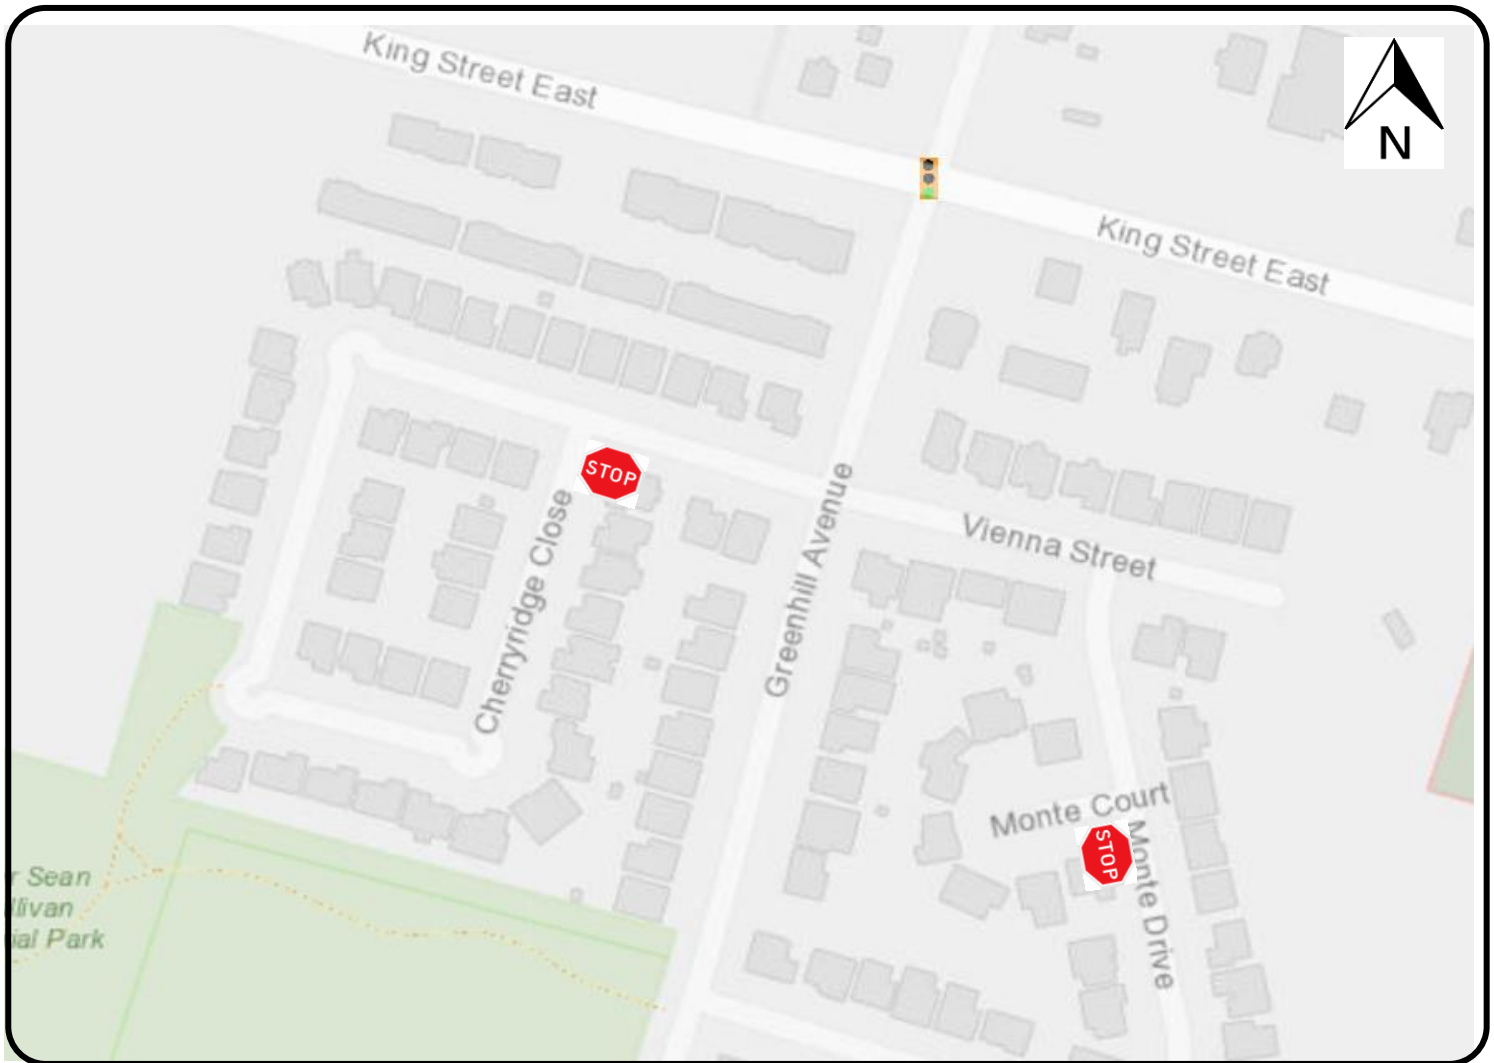 King Street East
N
King Street East
STOP
Greenhill Avenue
Vienna Street
Cherryridge Close
Monte Court
STOP
Monte Drive
r Sean
llivan
ial Park